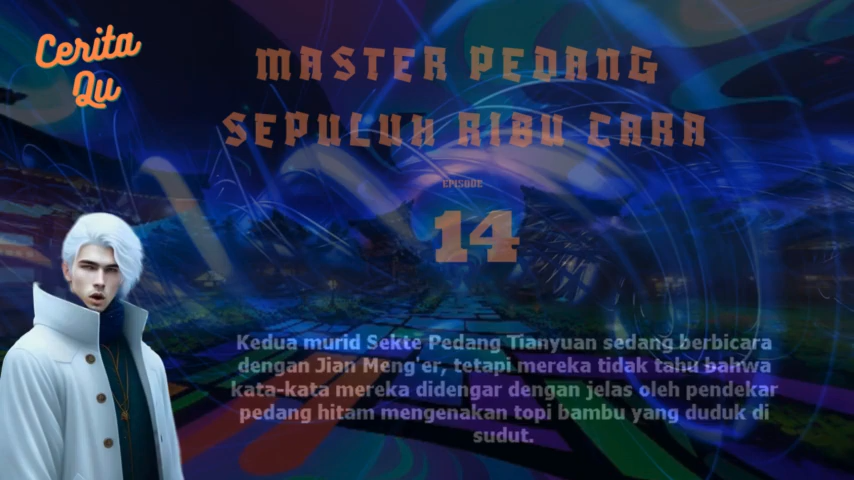 Cerita
Qu
MASTER PEDANG
SEPULUH RIBU CARA
EPISODE
14
Kedua murid Sekte Pedang Tianyuan sedang berbicara
dengan Jian Meng'er, tetapi mereka tidak tahu bahwa
kata-kata mereka didengar dengan jelas oleh pendekar
pedang hitam mengenakan topi bambu yang duduk di
sudut.